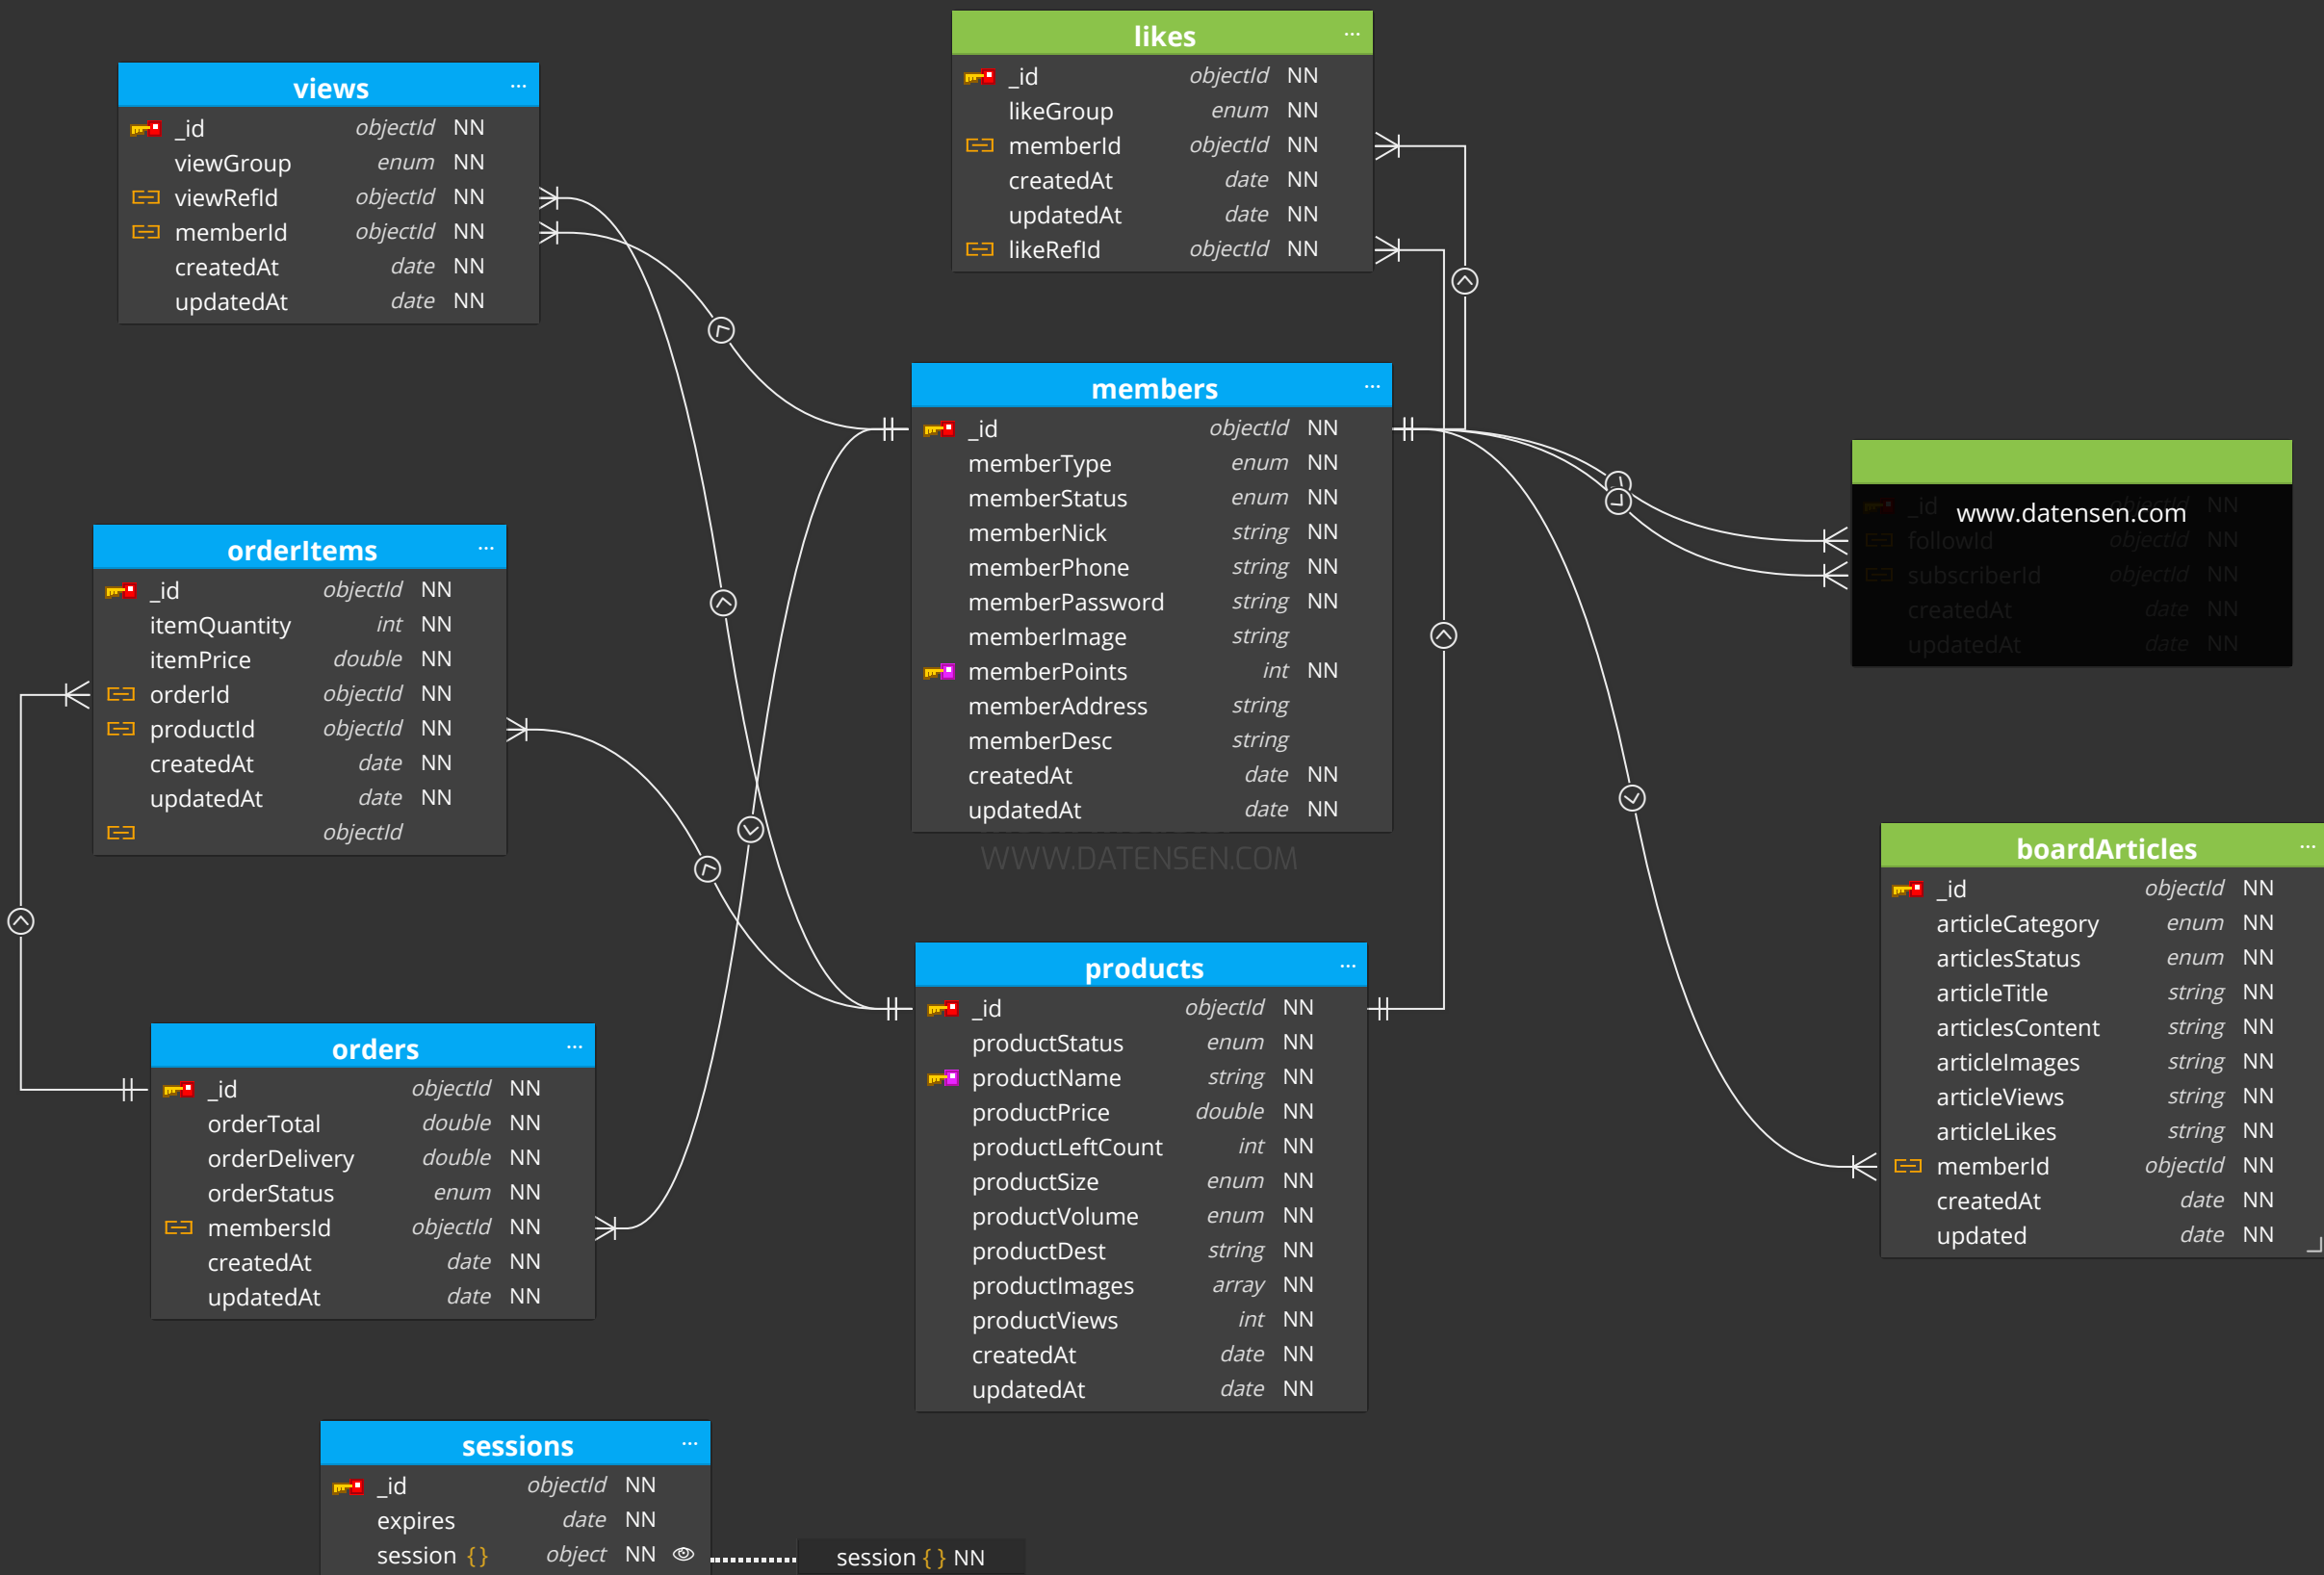 likes ...
_id objectId NN
likeGroup enum NN
memberId objectId NN
createdAt date NN
updatedAt date NN
likeRefId objectId NN
views ...
_id objectId NN
viewGroup enum NN
viewRefId objectId NN
memberId objectId NN
createdAt date NN
updatedAt date NN
members ...
_id objectId NN
memberType enum NN
memberStatus enum NN
memberNick string NN
memberPhone string NN
memberPassword string NN
memberImage string
memberPoints int NN
memberAddress string
memberDesc string
createdAt date NN
updatedAt date NN
WWW.DATENSEN.COM
www.datensen.com
_id objectId NN
followId objectId NN
subscriberId objectId NN
createdAt date NN
updatedAt date NN
orderItems ...
_id objectId NN
itemQuantity int NN
itemPrice double NN
orderId objectId NN
productId objectId NN
createdAt date NN
updatedAt date NN
objectId
boardArticles ...
_id objectId NN
articleCategory enum NN
articlesStatus enum NN
articleTitle string NN
articlesContent string NN
articleImages string NN
articleViews string NN
articleLikes string NN
memberId objectId NN
createdAt date NN
updated date NN
products ...
_id objectId NN
productStatus enum NN
productName string NN
productPrice double NN
productLeftCount int NN
productSize enum NN
productVolume enum NN
productDest string NN
productImages array NN
productViews int NN
createdAt date NN
updatedAt date NN
orders ...
_id objectId NN
orderTotal double NN
orderDelivery double NN
orderStatus enum NN
membersId objectId NN
createdAt date NN
updatedAt date NN
sessions ...
_id objectId NN
expires date NN
session {} object NN
session { } NN